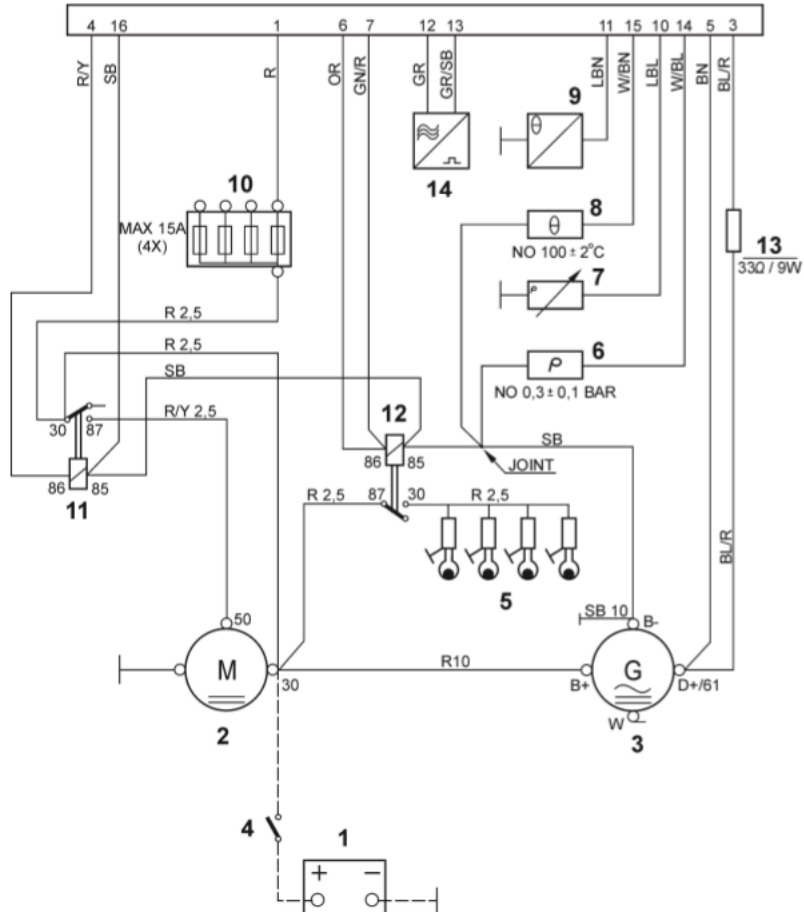 4 16 1 6 7 12 13 11 15 10 14 5 3
R/Y SB R OR GN/R GR GR/SB LBN W/BN LBL W/BL BN BL/R
9
θ
14
10
8
MAX 15A
(4X)
θ
NO 100 ± 2°C
13
33Ω / 9W
7
R 2,5
R 2,5
6
SB
P
NO 0,3 ± 0,1 BAR
12
R/Y 2,5
30 87
SB
86 85
JOINT
86 85
11
R 2,5 87 30 R 2,5
BL/R
5
50
SB 10 B-
M
R10
G
30
B+
D+/61
W
2
3
4
1
+ −